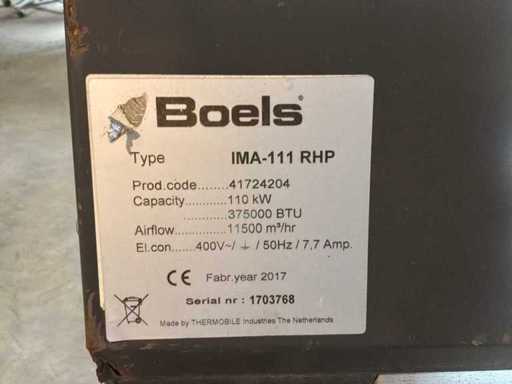 Boels®
Type IMA-111 RHP
Prod.code........41724204
Capacity............110 kW
............375000 BTU
Airflow...............11500 m³/hr
El.con.......400V~/ ⏚ / 50Hz / 7,7 Amp.
CE Fabr.year 2017
Serial nr : 1703768
Made by THERMOBILE Industries The Netherlands